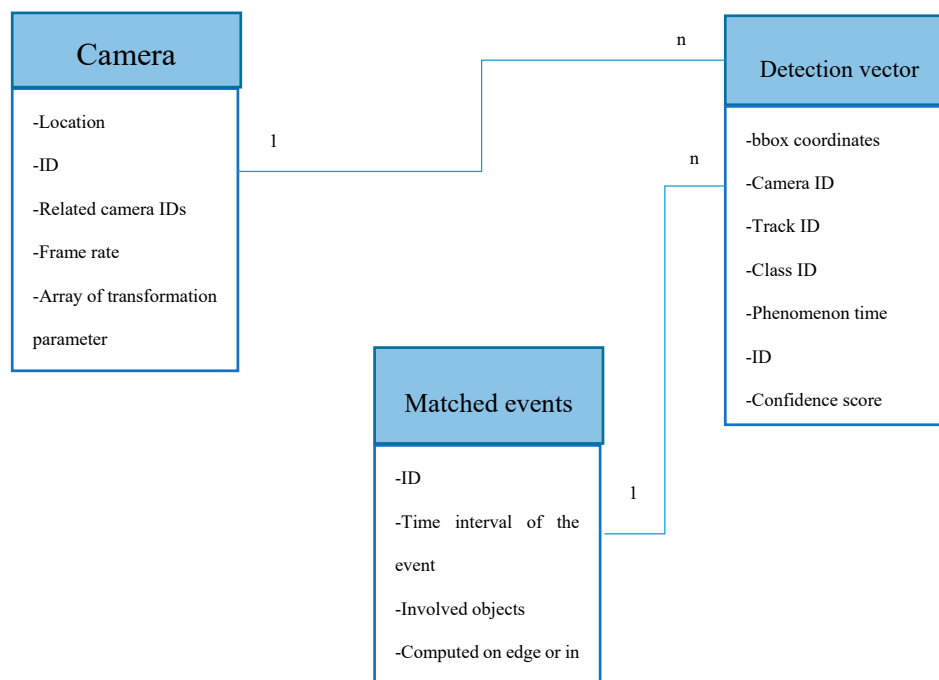 Camera
-Location
-ID
-Related camera IDs
-Frame rate
-Array of transformation
parameter
1
n
Detection vector
-bbox coordinates
-Camera ID
-Track ID
-Class ID
-Phenomenon time
-ID
-Confidence score
n
1
Matched events
-ID
-Time interval of the
event
-Involved objects
-Computed on edge or in